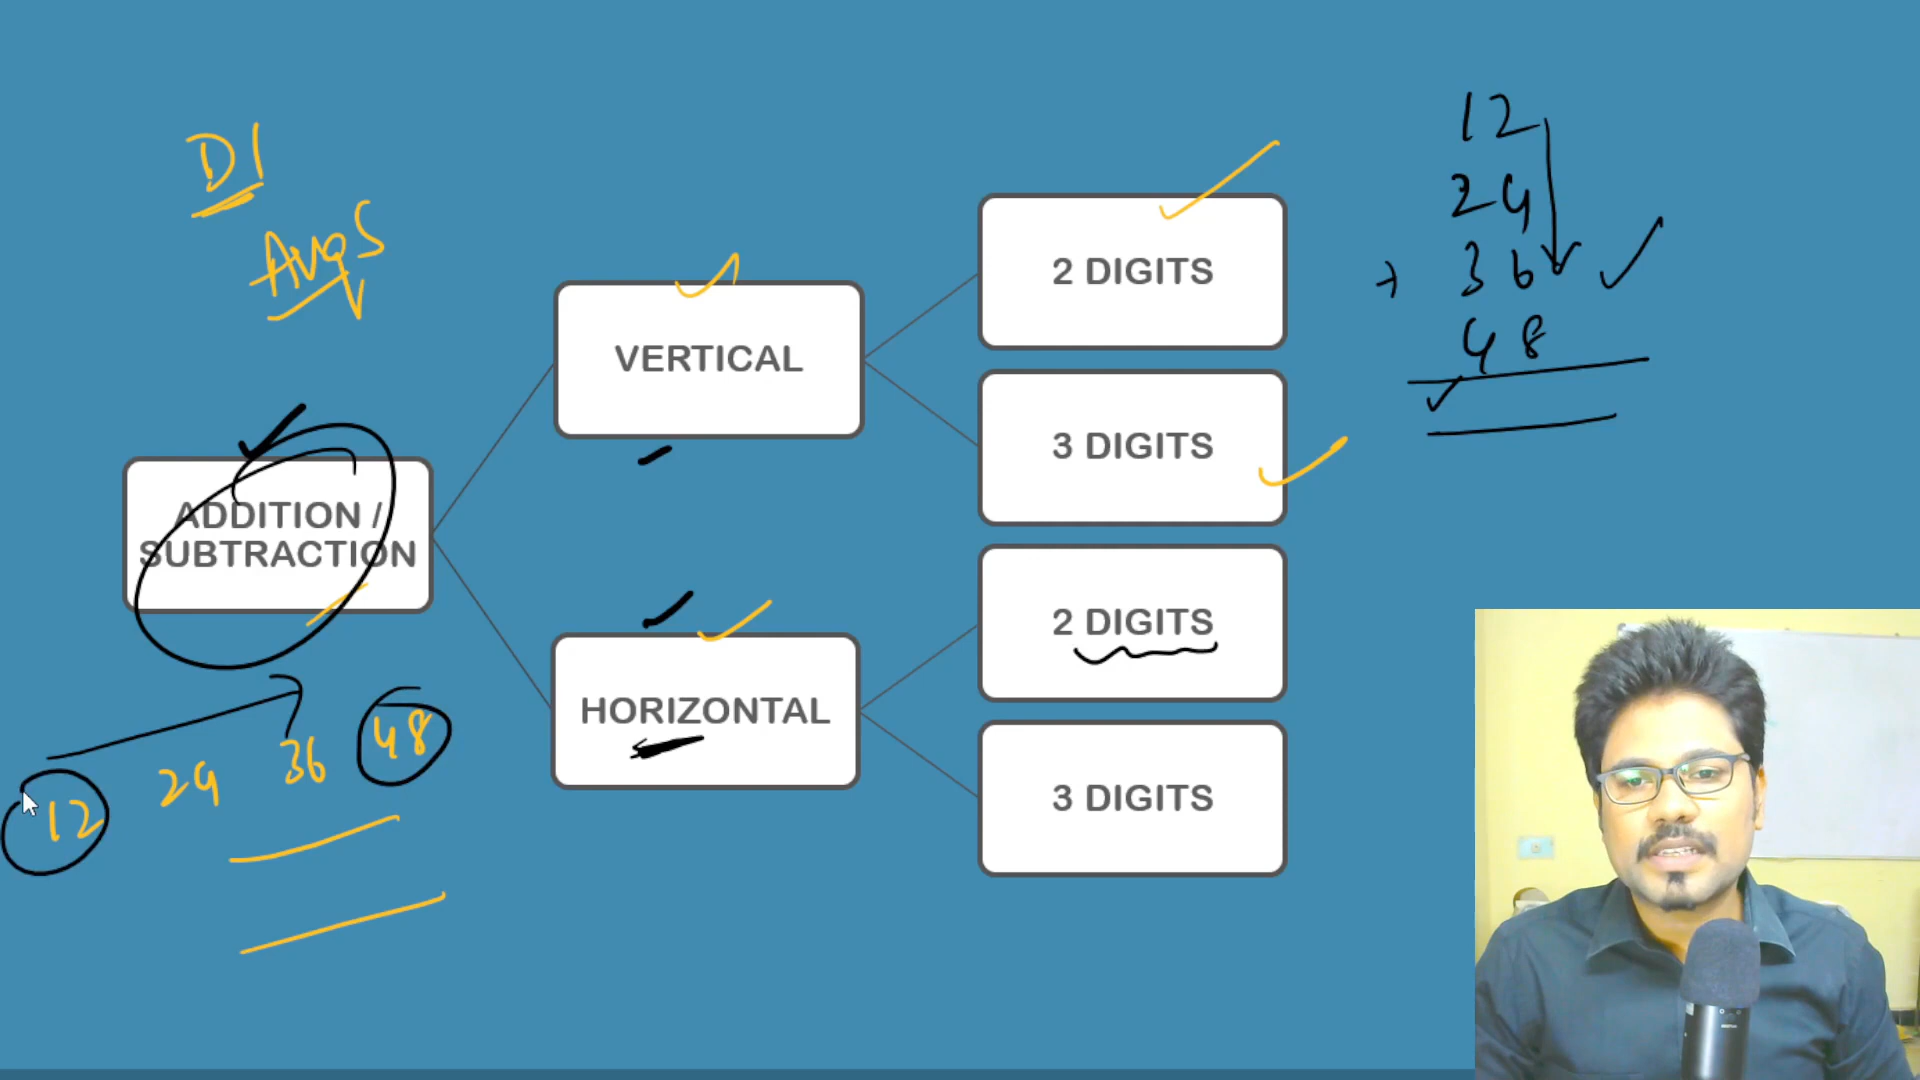 DI
Avgs
ADDITION /
SUBTRACTION
VERTICAL
HORIZONTAL
2 DIGITS
3 DIGITS
2 DIGITS
3 DIGITS
12
24
+ 36
48
12 24 36 48